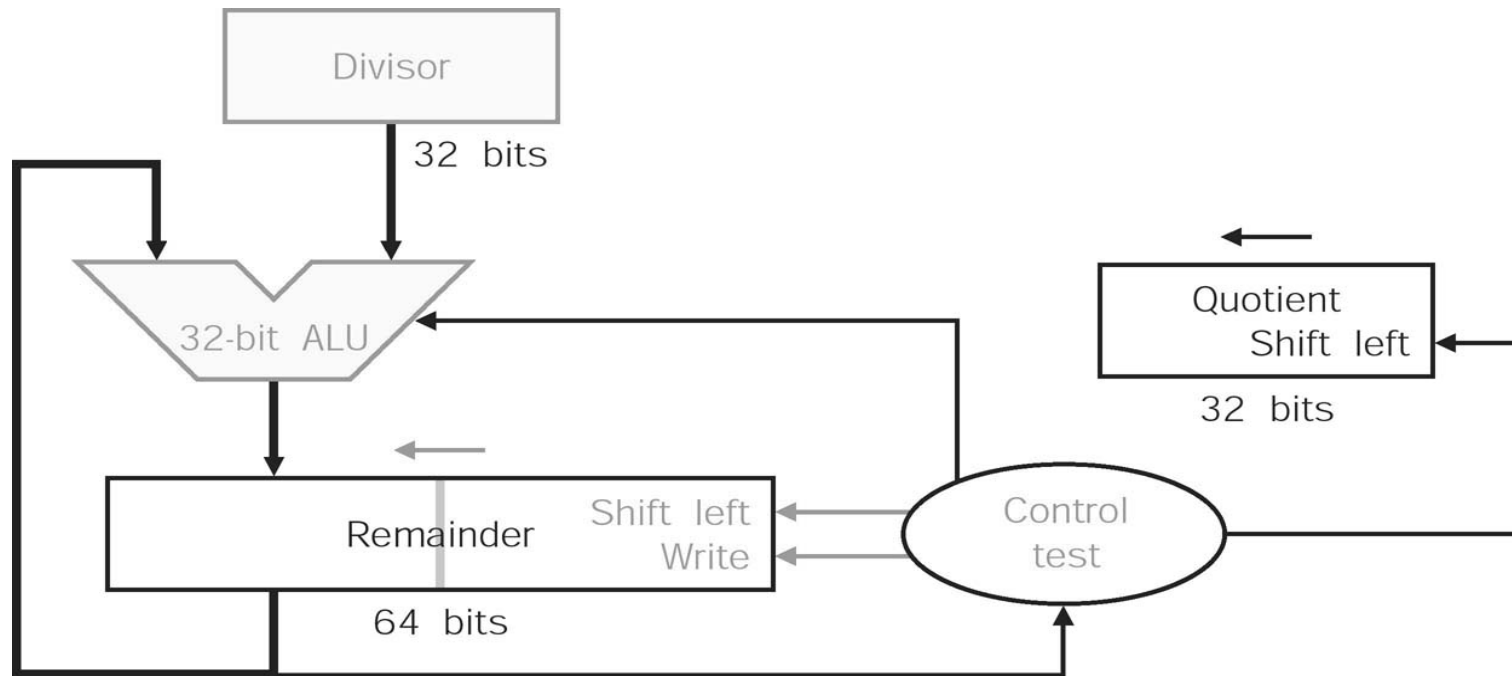 Divisor
32 bits
32-bit ALU
Quotient
Shift left
32 bits
Remainder
Shift left
Write
64 bits
Control
test